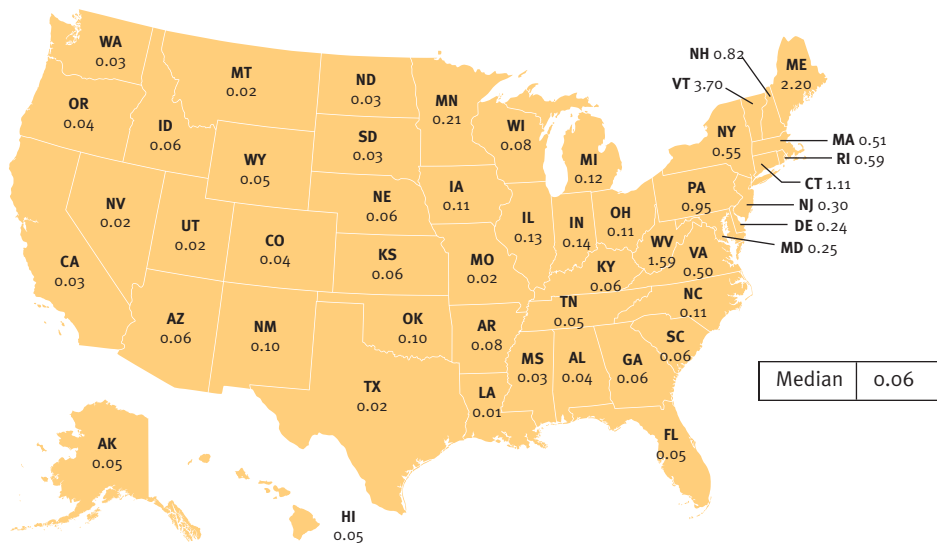 WA
0.03
MT
0.02
ND
0.03
MN
0.21
NH 0.82
ME
2.20
VT 3.70
OR
0.04
ID
0.06
WY
0.05
SD
0.03
WI
0.08
MI
0.12
NY
0.55
MA 0.51
RI 0.59
CT 1.11
NJ 0.30
DE 0.24
MD 0.25
NV
0.02
UT
0.02
CO
0.04
NE
0.06
IA
0.11
IL
0.13
IN
0.14
OH
0.11
PA
0.95
WV
1.59
VA
0.50
CA
0.03
KS
0.06
MO
0.02
KY
0.06
NC
0.11
TN
0.05
AZ
0.06
NM
0.10
OK
0.10
AR
0.08
SC
0.06
MS
0.03
AL
0.04
GA
0.06
TX
0.02
LA
0.01
FL
0.05
Median 0.06
AK
0.05
HI
0.05